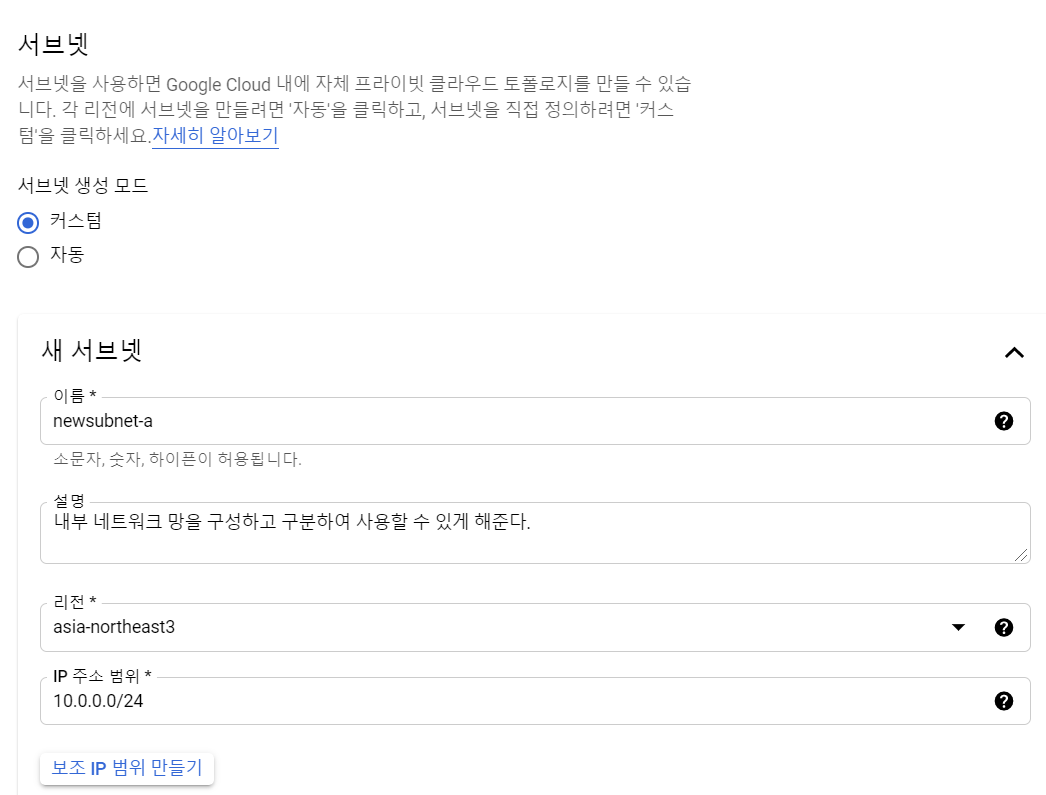 서브넷
서브넷을 사용하면 Google Cloud 내에 자체 프라이빗 클라우드 토폴로지를 만들 수 있습
니다. 각 리전에 서브넷을 만들려면 '자동'을 클릭하고, 서브넷을 직접 정의하려면 '커스
텀'을 클릭하세요.자세히 알아보기
서브넷 생성 모드
커스텀
자동
새 서브넷
이름 *
newsubnet-a
소문자, 숫자, 하이픈이 허용됩니다.
설명
내부 네트워크 망을 구성하고 구분하여 사용할 수 있게 해준다.
리전 *
asia-northeast3
IP 주소 범위 *
10.0.0.0/24
보조 IP 범위 만들기